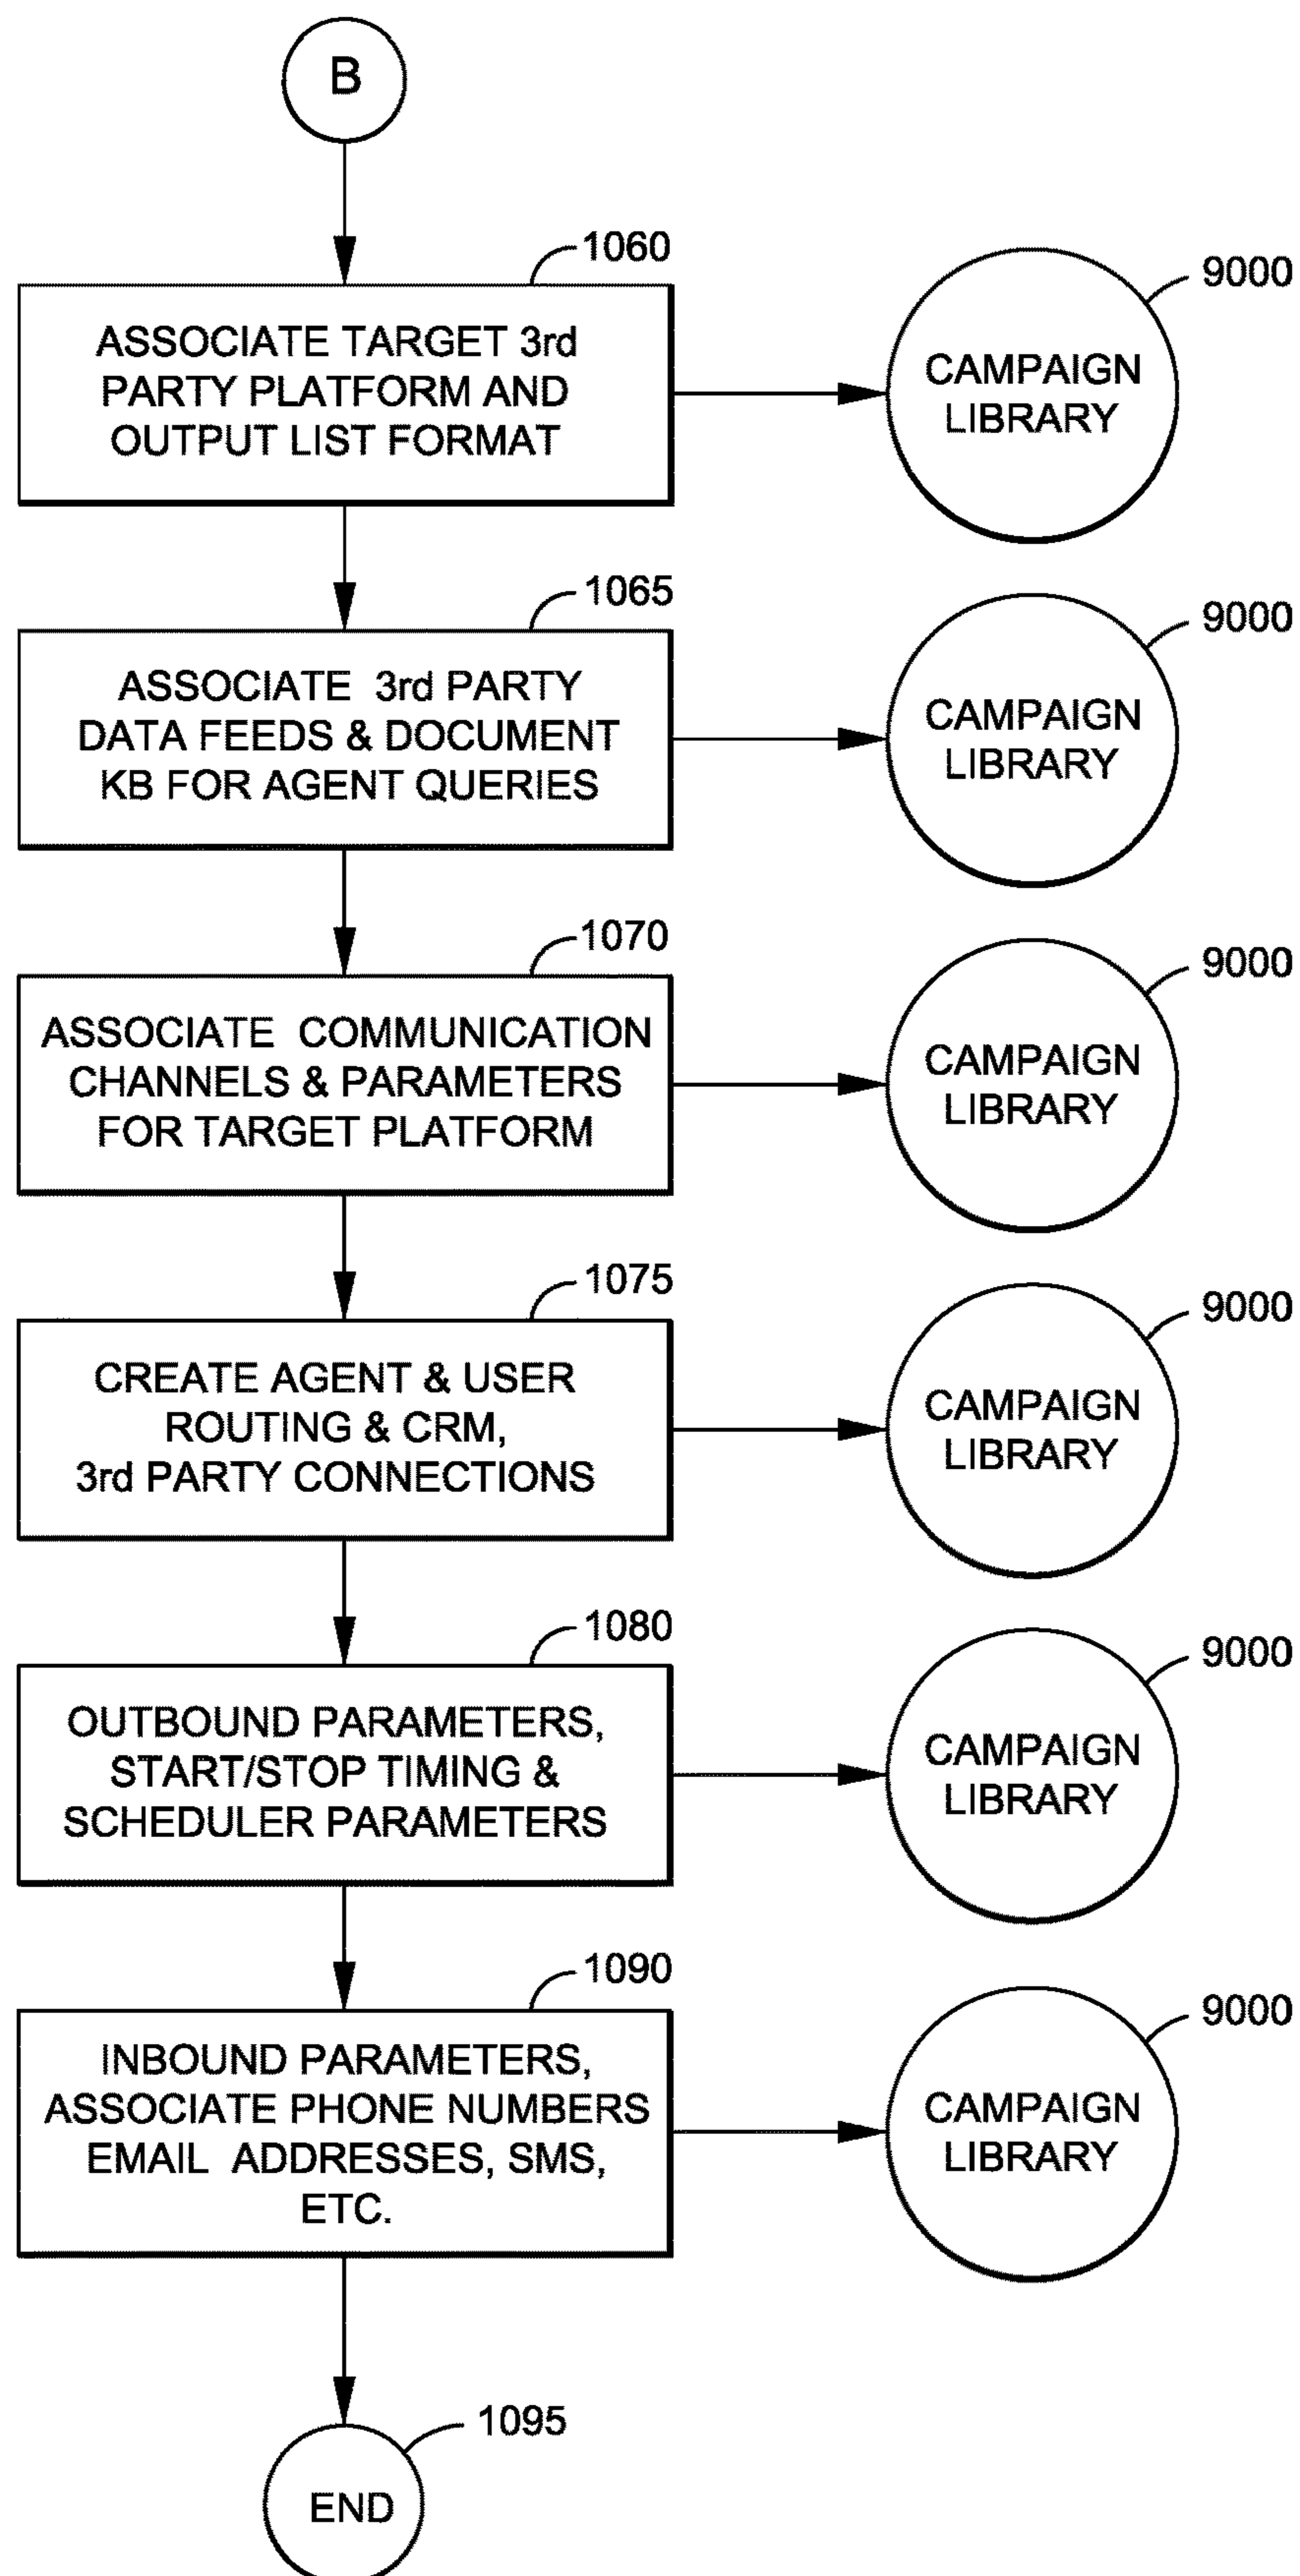 B
1060
ASSOCIATE TARGET 3rd
PARTY PLATFORM AND
OUTPUT LIST FORMAT
9000
CAMPAIGN
LIBRARY
1065
ASSOCIATE 3rd PARTY
DATA FEEDS & DOCUMENT
KB FOR AGENT QUERIES
9000
CAMPAIGN
LIBRARY
1070
ASSOCIATE COMMUNICATION
CHANNELS & PARAMETERS
FOR TARGET PLATFORM
9000
CAMPAIGN
LIBRARY
1075
CREATE AGENT & USER
ROUTING & CRM,
3rd PARTY CONNECTIONS
9000
CAMPAIGN
LIBRARY
1080
OUTBOUND PARAMETERS,
START/STOP TIMING &
SCHEDULER PARAMETERS
9000
CAMPAIGN
LIBRARY
1090
INBOUND PARAMETERS,
ASSOCIATE PHONE NUMBERS
EMAIL ADDRESSES, SMS,
ETC.
9000
CAMPAIGN
LIBRARY
1095
END